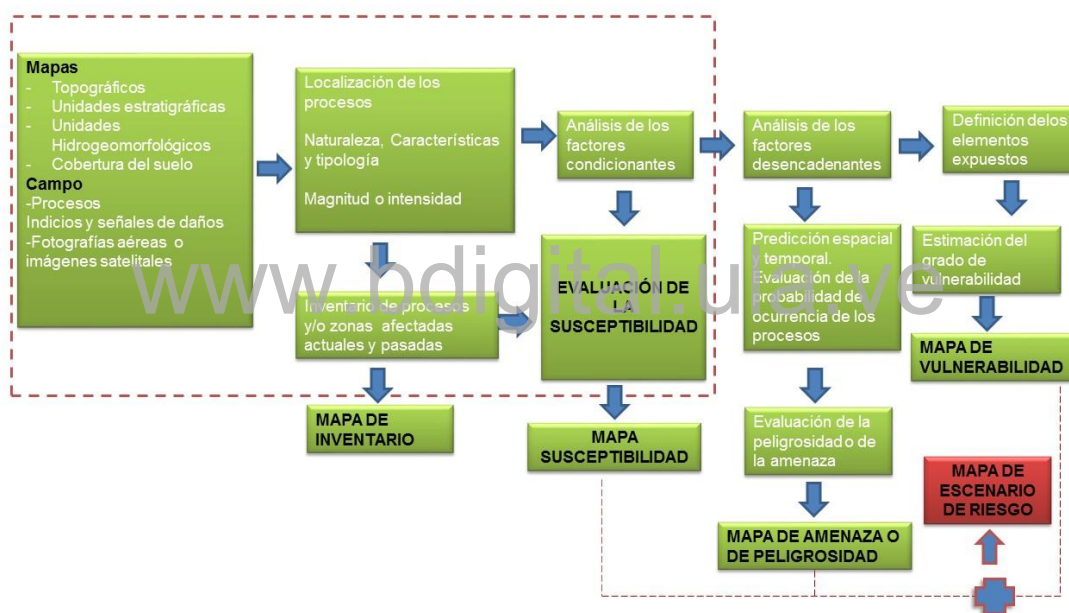 Mapas
- Topográficos
- Unidades estratigráficas
- Unidades
Hidrogeomorfológicos
- Cobertura del suelo
Campo
-Procesos
Indicios y señales de daños
-Fotografías aéreas o
imágenes satelitales
Localización de los
procesos
Naturaleza, Características
y tipología
Magnitud o intensidad
Inventario de procesos
y/o zonas afectadas
actuales y pasadas
MAPA DE
INVENTARIO
Análisis de los
factores
condicionantes
EVALUACIÓN DE
LA
SUSCEPTIBILIDAD
MAPA
SUSCEPTIBILIDAD
Análisis de los
factores
desencadenantes
Predicción espacial
y temporal.
Evaluación de la
probabilidad de
ocurrencia de los
procesos
Evaluación de la
peligrosidad o de
la amenaza
MAPA DE AMENAZA O
DE PELIGROSIDAD
Definición delos
elementos
expuestos
Estimación del
grado de
vulnerabilidad
MAPA DE
VULNERABILIDAD
MAPA DE
ESCENARIO
DE RIESGO
www.bdigital.ula.ve